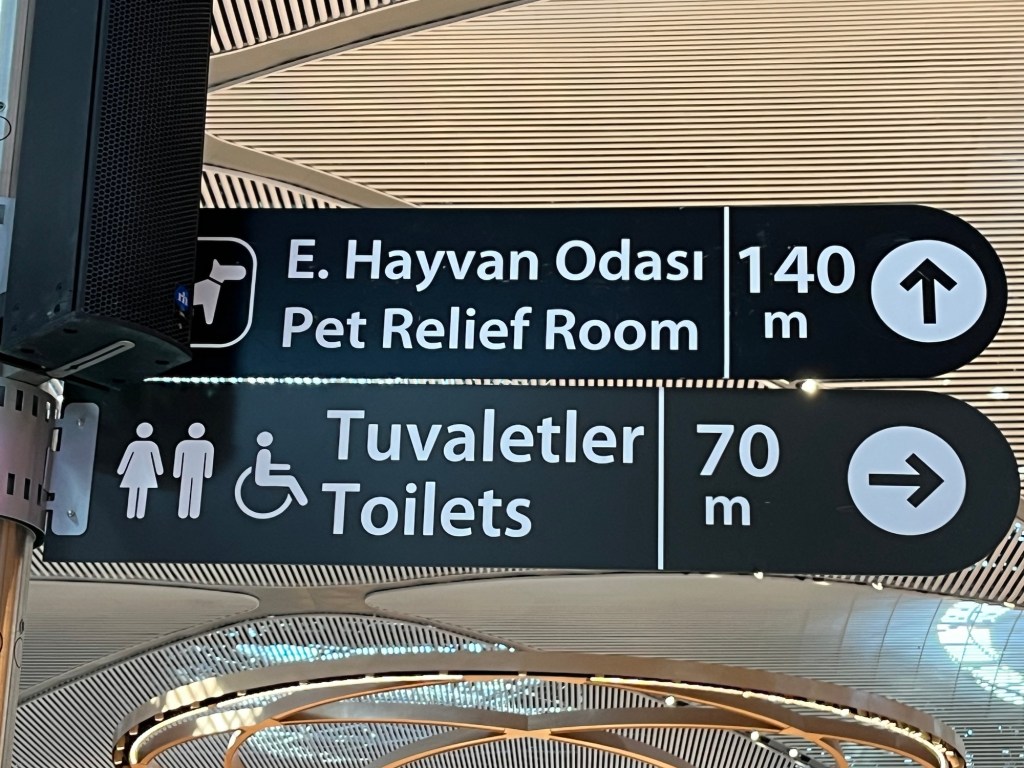 E. Hayvan Odası
Pet Relief Room
140
m
Tuvaletler
Toilets
70
m